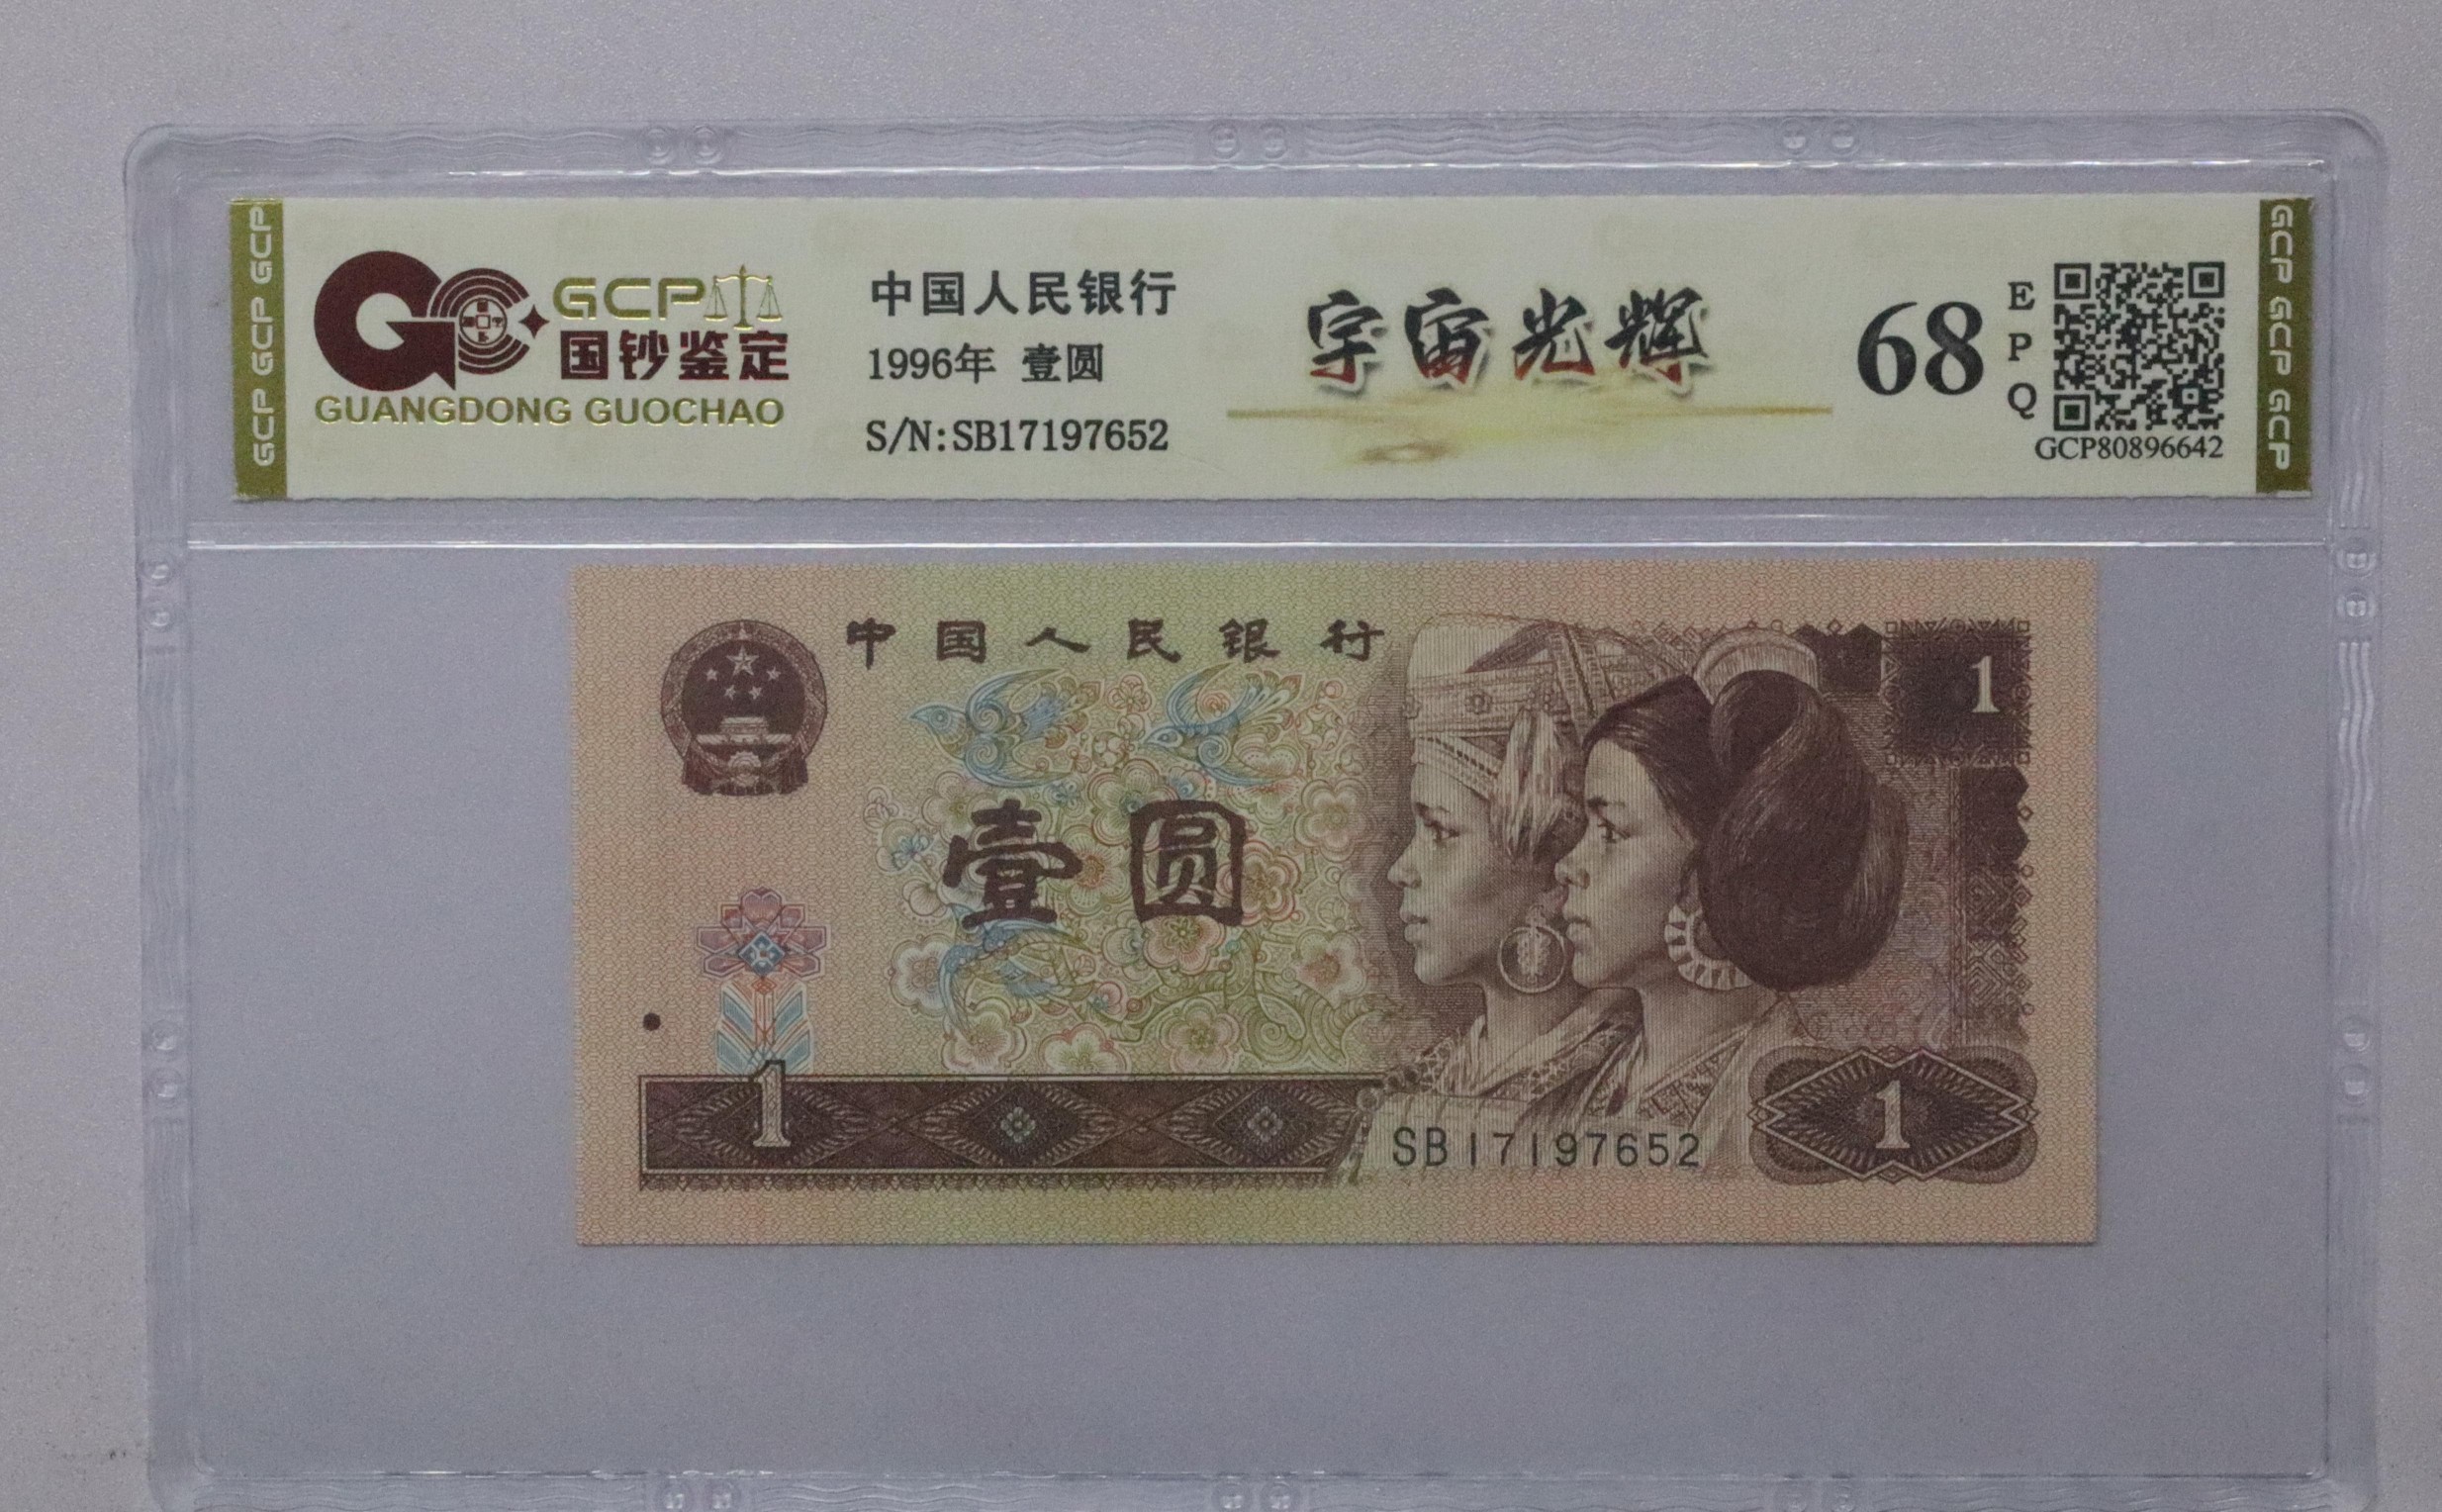 GCP GCP GCP
GCP
国钞鉴定
GUANGDONG GUOCHAO
中国人民银行
1996年 壹圆
S/N:SB17197652
宇宙光辉
68
E
P
Q
GCP80896642
GCP GCP GCP
中国人民银行
1
壹圆
1
SB17197652
1